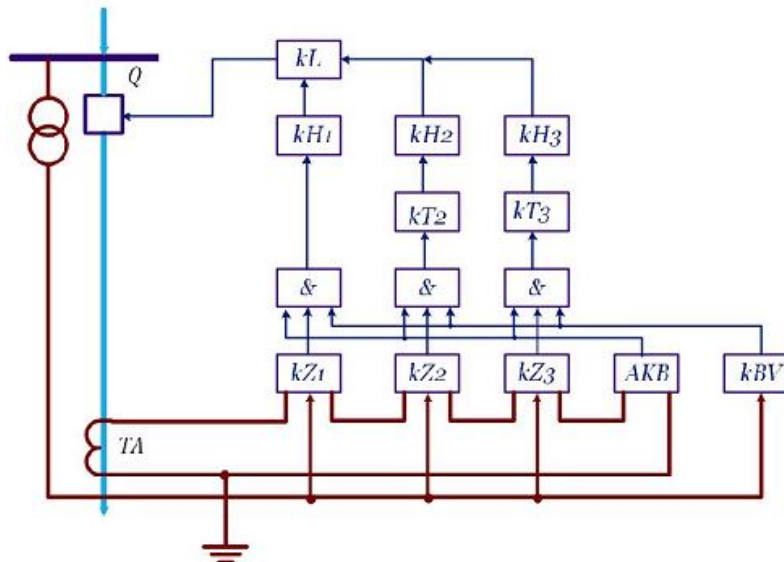 kL
Q
kH1 kH2 kH3
kT2 kT3
& & &
kZ1 kZ2 kZ3 AKB kBV
TA